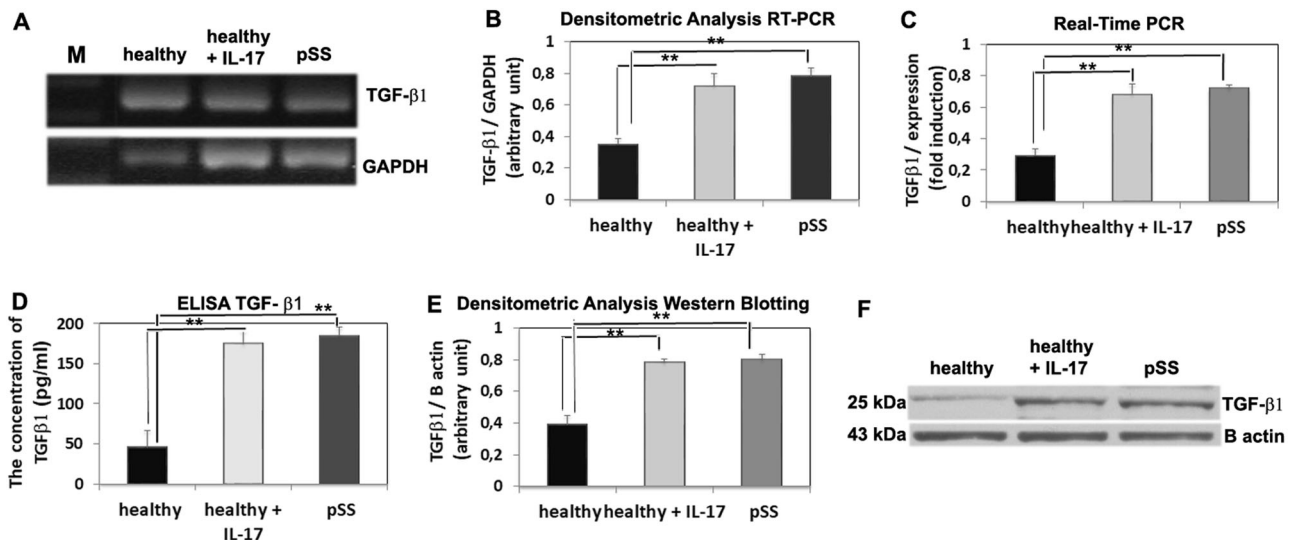 A
M
healthy
healthy
+ IL-17
pSS
TGF-β1
GAPDH
B
Densitometric Analysis RT-PCR
TGF-β1/ GAPDH
(arbitrary unit)
1
0,8
0,6
0,4
0,2
0
**
**
healthy
healthy +
IL-17
pSS
C
Real-Time PCR
TGFβ1/ expression
(fold induction)
1
0,8
0,6
0,4
0,2
0
**
**
healthy
healthy + IL-17
pSS
D
ELISA TGF- β1
The concentration of
TGFβ1 (pg/ml)
200
150
100
50
0
**
**
healthy
healthy +
IL-17
pSS
E
Densitometric Analysis Western Blotting
TGFβ1/ B actin
(arbitrary unit)
1
0,8
0,6
0,4
0,2
0
**
**
healthy
healthy + IL-17
pSS
F
healthy
healthy
+ IL-17
pSS
25 kDa
TGF-β1
43 kDa
B actin